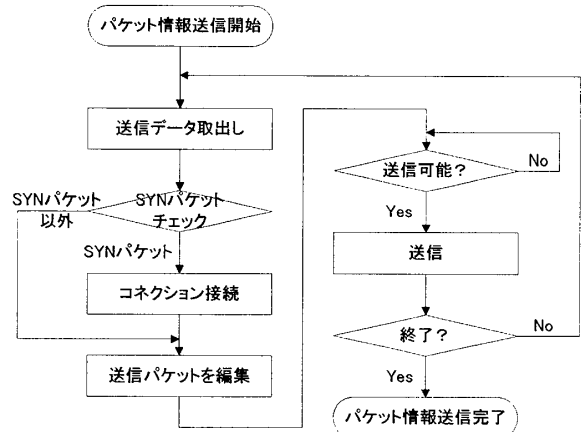 パケット情報送信開始
送信データ取出し
SYNパケット
以外
SYNパケット
チェック
SYNパケット
コネクション接続
送信パケットを編集
送信可能？
No
Yes
送信
終了？
No
Yes
パケット情報送信完了